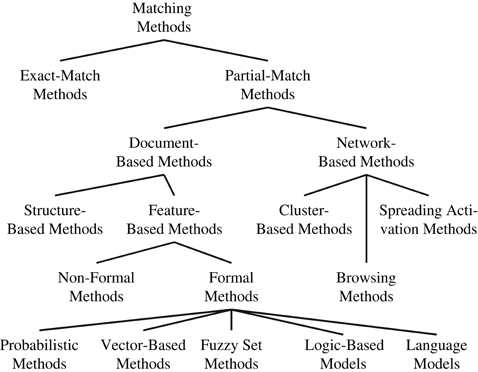 Matching
Methods
Exact-Match
Methods
Partial-Match
Methods
Document-
Based Methods
Network-
Based Methods
Structure-
Based Methods
Feature-
Based Methods
Cluster-
Based Methods
Spreading Acti-
vation Methods
Non-Formal
Methods
Formal
Methods
Browsing
Methods
Probabilistic
Methods
Vector-Based
Methods
Fuzzy Set
Methods
Logic-Based
Models
Language
Models